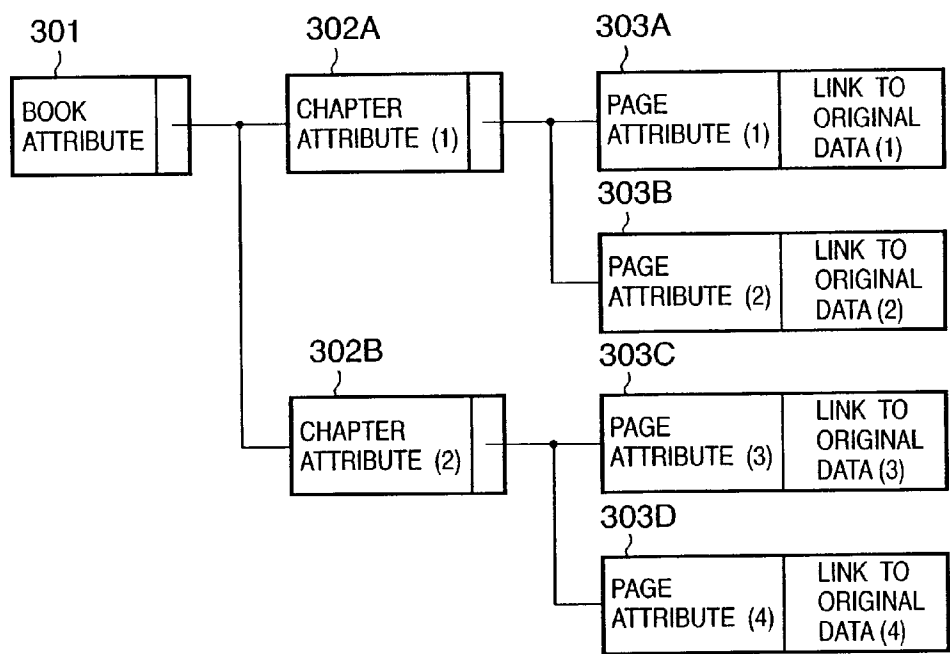 301
302A
303A
BOOK
ATTRIBUTE
CHAPTER
ATTRIBUTE (1)
PAGE
ATTRIBUTE (1)
LINK TO
ORIGINAL
DATA (1)
303B
PAGE
ATTRIBUTE (2)
LINK TO
ORIGINAL
DATA (2)
302B
303C
CHAPTER
ATTRIBUTE (2)
PAGE
ATTRIBUTE (3)
LINK TO
ORIGINAL
DATA (3)
303D
PAGE
ATTRIBUTE (4)
LINK TO
ORIGINAL
DATA (4)